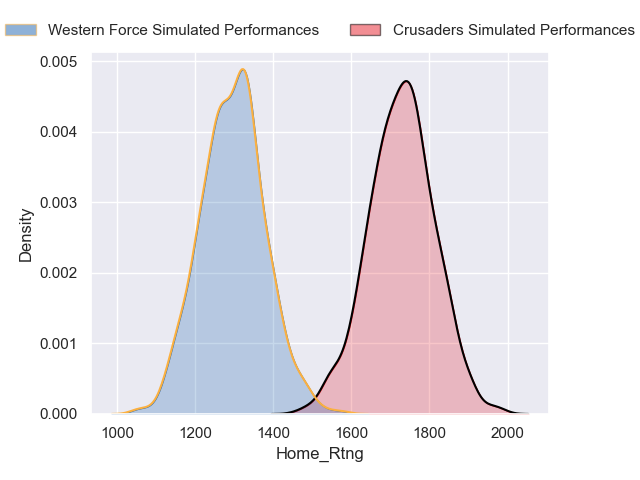 Western Force Simulated Performances Crusaders Simulated Performances
0.005
0.004
0.003
0.002
0.001
0.000
Density
1000 1200 1400 1600 1800 2000
Home_Rtng